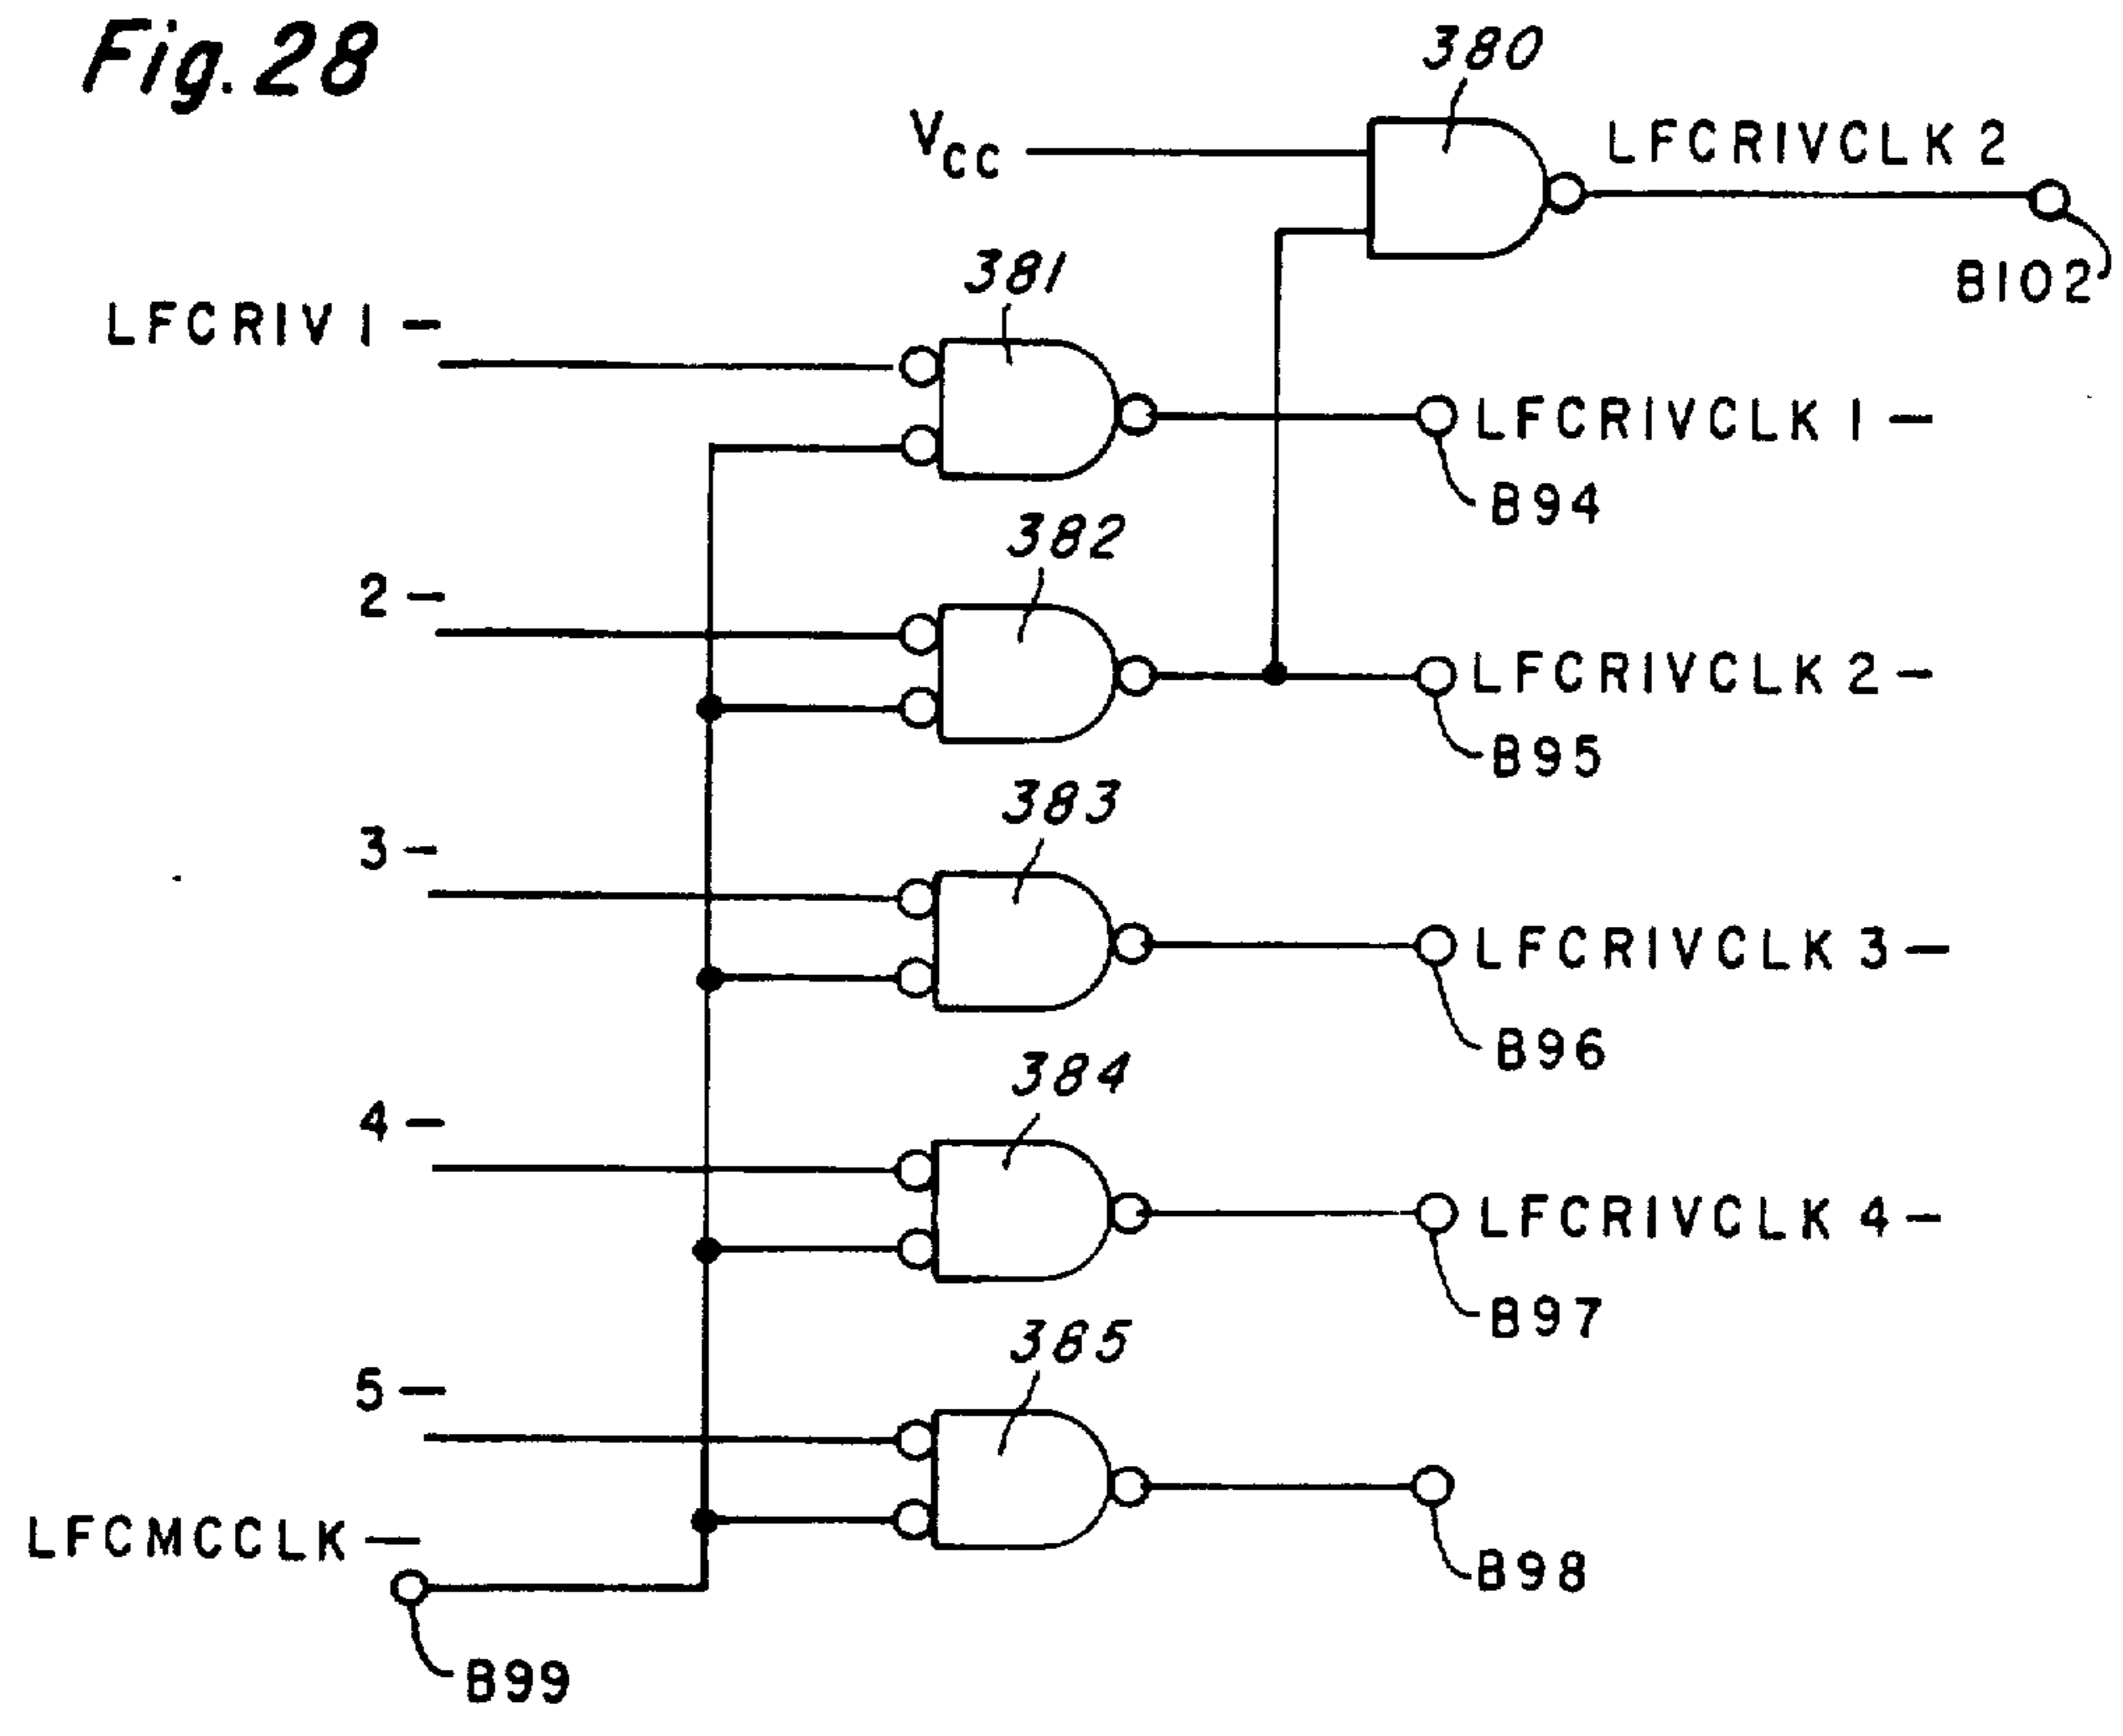 Fig. 28
380
VCC
LFCRIVCLK 2
B102
381
LFCRIV 1 –
LFCRIVCLK 1 –
B94
382
2 –
LFCRIVCLK 2 –
B95
383
3 –
LFCRIVCLK 3 –
B96
384
4 –
LFCRIVCLK 4 –
B97
385
5 –
LFCMCCLK –
B98
B99